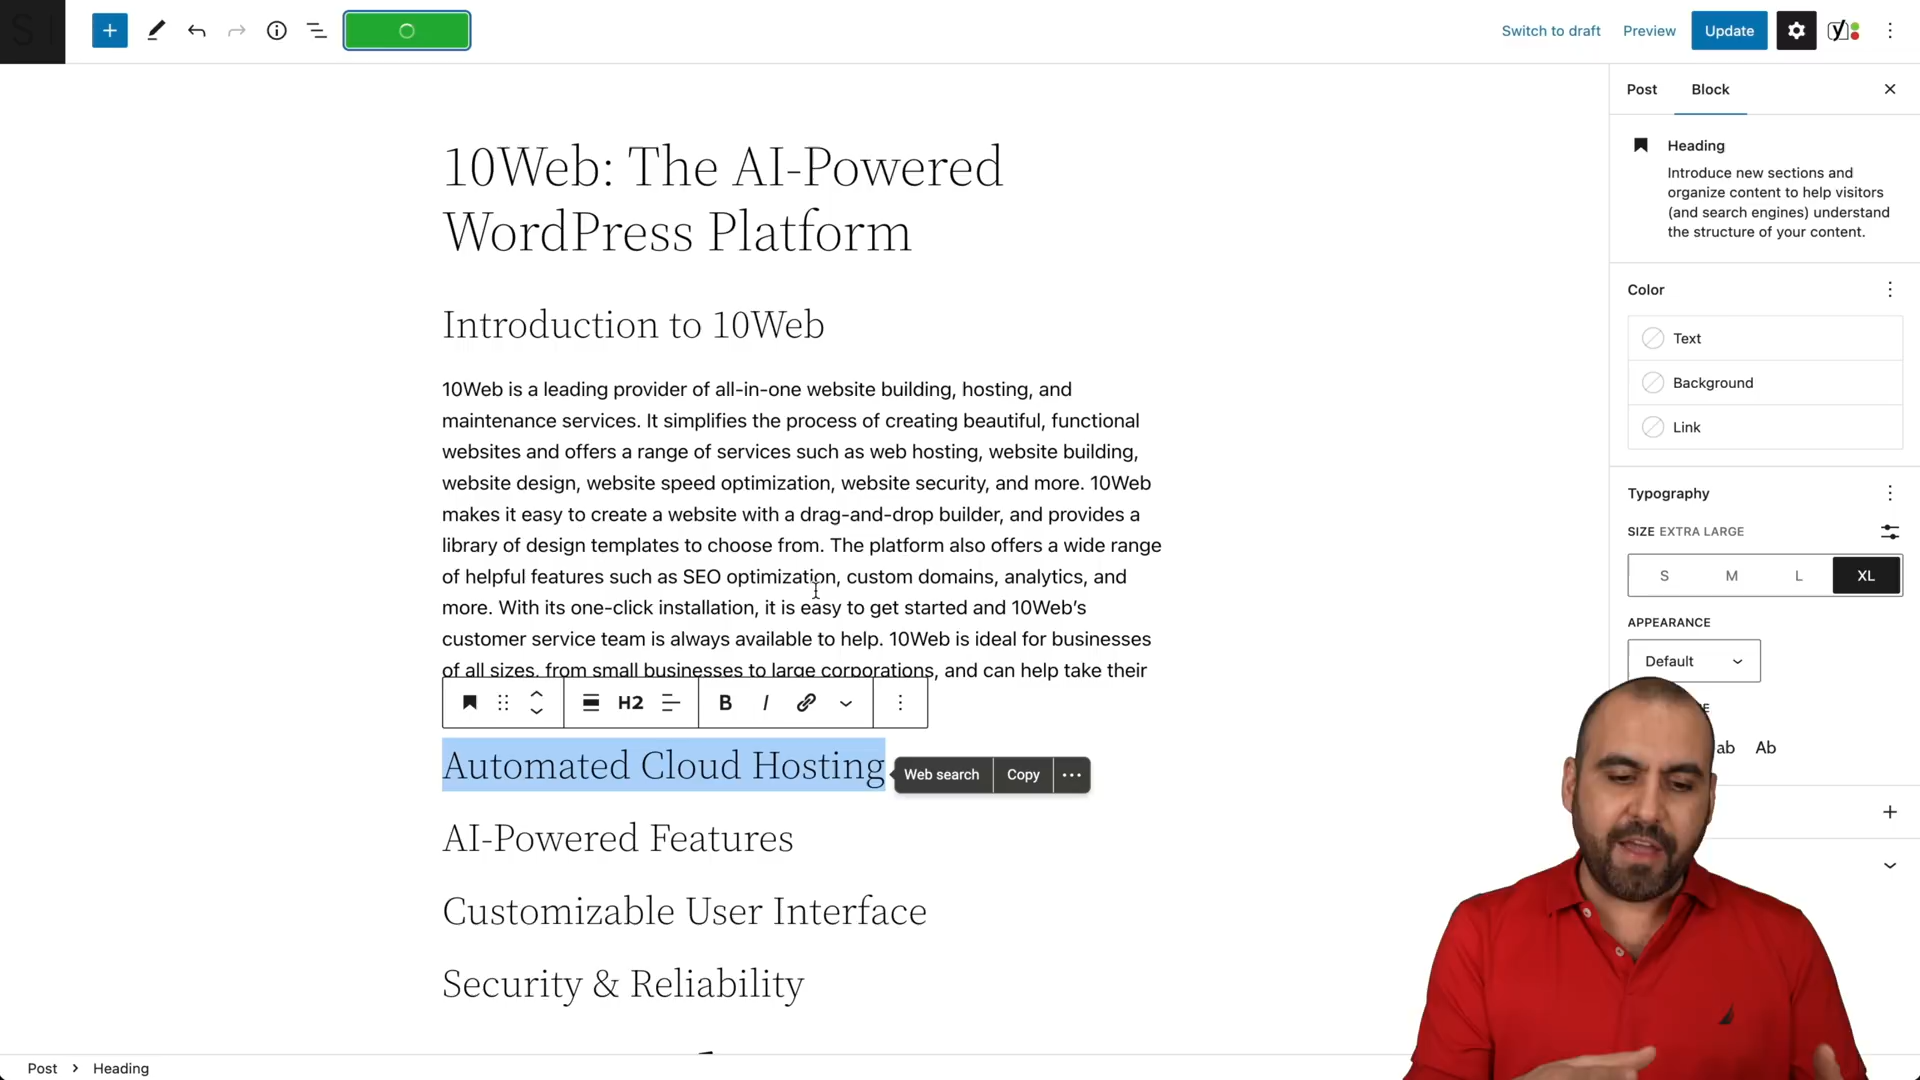 Switch to draft
Preview
Update
Post
Block
Heading
Introduce new sections and
organize content to help visitors
(and search engines) understand
the structure of your content.
Color
Text
Background
Link
Typography
SIZE EXTRA LARGE
S M L XL
APPEARANCE
Default
ab Ab
10Web: The AI-Powered
WordPress Platform
Introduction to 10Web
10Web is a leading provider of all-in-one website building, hosting, and
maintenance services. It simplifies the process of creating beautiful, functional
websites and offers a range of services such as web hosting, website building,
website design, website speed optimization, website security, and more. 10Web
makes it easy to create a website with a drag-and-drop builder, and provides a
library of design templates to choose from. The platform also offers a wide range
of helpful features such as SEO optimization, custom domains, analytics, and
more. With its one-click installation, it is easy to get started and 10Web’s
customer service team is always available to help. 10Web is ideal for businesses
of all sizes, from small businesses to large corporations, and can help take their
H2 B I
Automated Cloud Hosting
Web search Copy
AI-Powered Features
Customizable User Interface
Security & Reliability
Post > Heading